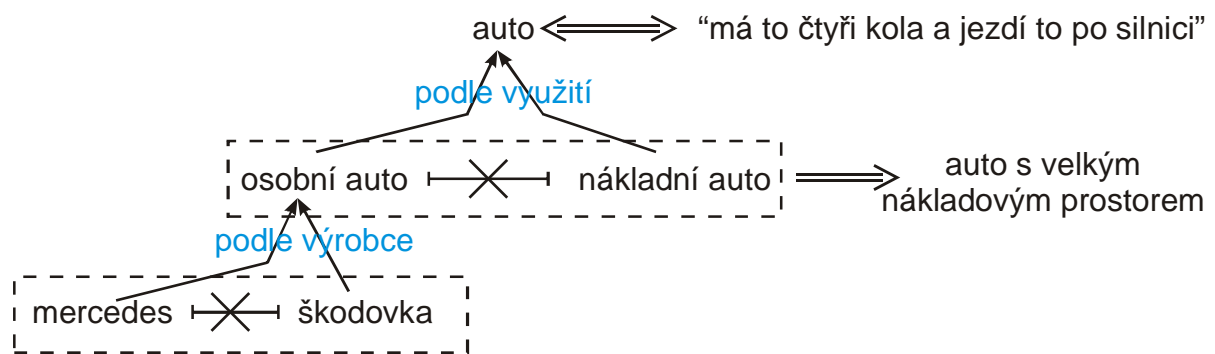 auto “má to čtyři kola a jezdí to po silnici”
podle využití
osobní auto nákladní auto
auto s velkým
nákladovým prostorem
podle výrobce
mercedes škodovka